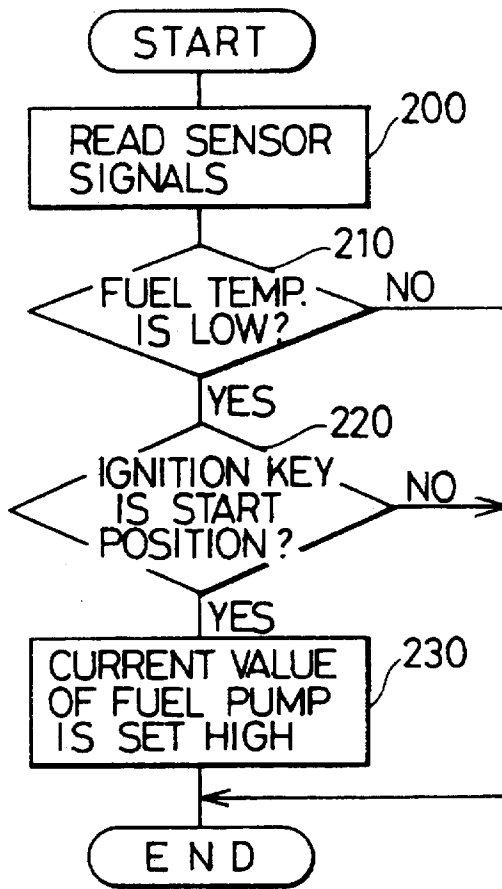 START
200
READ SENSOR
SIGNALS
210
FUEL TEMP.
IS LOW?
NO
YES
220
IGNITION KEY
IS START
POSITION?
NO
YES
230
CURRENT VALUE
OF FUEL PUMP
IS SET HIGH
END